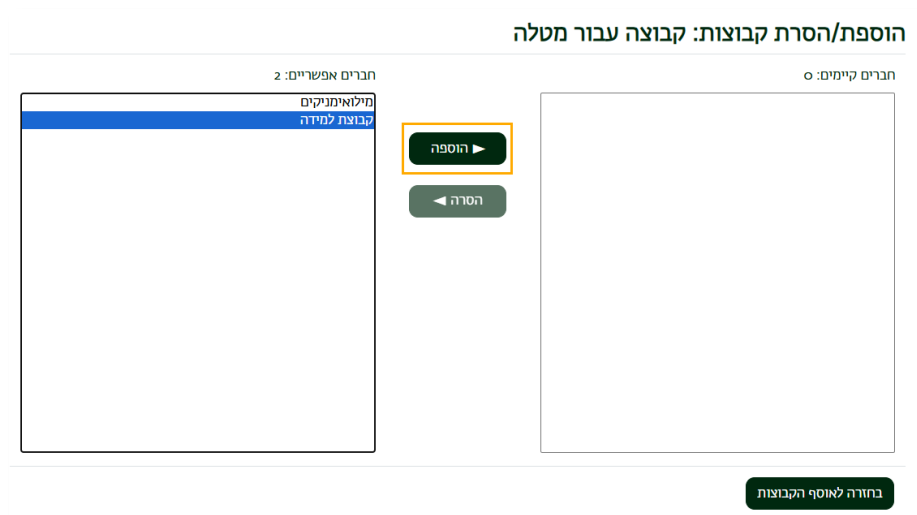 הוספת/הסרת קבוצות: קבוצה עבור מטלה
חברים קיימים: 0
חברים אפשריים: 2
מילואימניקים
קבוצת למידה
► הוספה
הסרה ◄
בחזרה לאוסף הקבוצות